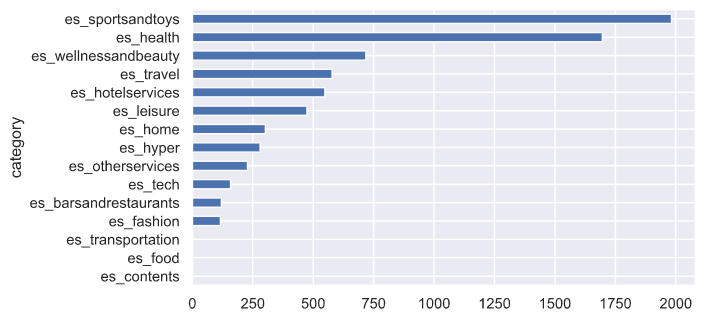 es_sportsandtoys
es_health
es_wellnessandbeauty
es_travel
es_hotelservices
es_leisure
es_home
es_hyper
es_otherservices
es_tech
es_barsandrestaurants
es_fashion
es_transportation
es_food
es_contents
category
0 250 500 750 1000 1250 1500 1750 2000